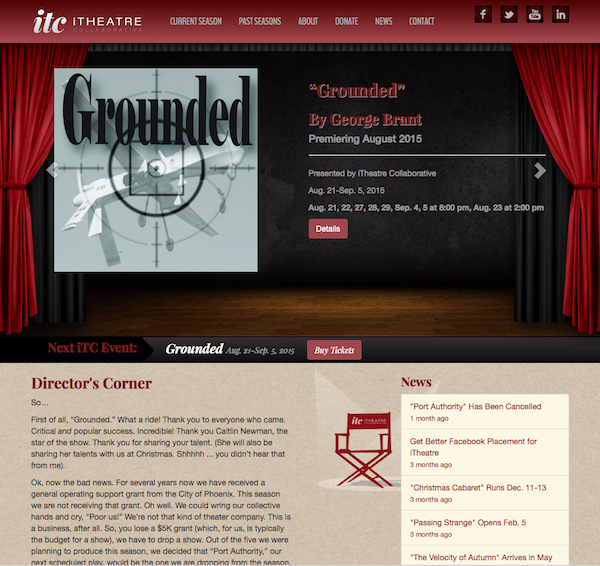 itc ITHEATRE
COLLABORATIVE
CURRENT SEASON PAST SEASONS ABOUT DONATE NEWS CONTACT
Grounded
“Grounded”
By George Brant
Premiering August 2015
Presented by iTheatre Collaborative
Aug. 21-Sep. 5, 2015
Aug. 21, 22, 27, 28, 29, Sep. 4, 5 at 8:00 pm, Aug. 23 at 2:00 pm
Details
Next iTC Event:
Grounded Aug. 21-Sep. 5, 2015
Buy Tickets
Director's Corner
So…
First of all, “Grounded.” What a ride! Thank you to everyone who came.
Critical and popular success. Incredible! Thank you Caitlin Newman, the
star of the show. Thank you for sharing your talent. (She will also be
sharing her talents with us at Christmas. Shhhhh … you didn’t hear that
from me).
Ok, now the bad news. For several years now we have received a
general operating support grant from the City of Phoenix. This season
we are not receiving that grant. Oh well. We could wring our collective
hands and cry, “Poor us!” We’re not that kind of theater company. This is
a business, after all. So, you lose a $5K grant (which, for us, is typically
the budget for a show), we have to drop a show. Out of the five we were
planning to produce this season, we decided that “Port Authority,” our
next scheduled play, would be the one we are dropping from the season.
itc ITHEATRE
News
"Port Authority" Has Been Cancelled
1 month ago
Get Better Facebook Placement for
iTheatre
3 months ago
"Christmas Cabaret" Runs Dec. 11-13
3 months ago
"Passing Strange" Opens Feb. 5
3 months ago
"The Velocity of Autumn" Arrives in May